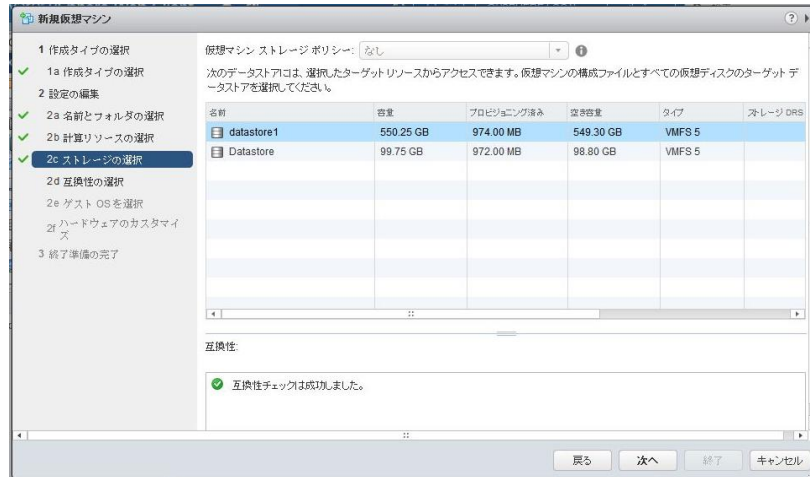 新規仮想マシン
1 作成タイプの選択
1a 作成タイプの選択
2 設定の編集
2a 名前とフォルダの選択
2b 計算リソースの選択
2c ストレージの選択
2d 互換性の選択
2e ゲスト OS を選択
2f ハードウェアのカスタマイズ
3 終了準備の完了
仮想マシン ストレージ ポリシー: なし
次のデータストアには、選択したターゲット リソースからアクセスできます。仮想マシンの構成ファイルとすべての仮想ディスクのターゲット デ
ータストアを選択してください。
名前 容量 プロビジョニング済み 空き容量 タイプ ストレージ DRS
datastore1 550.25 GB 974.00 MB 549.30 GB VMFS 5
Datastore 99.75 GB 972.00 MB 98.80 GB VMFS 5
互換性:
互換性チェックは成功しました。
戻る 次へ 終了 キャンセル